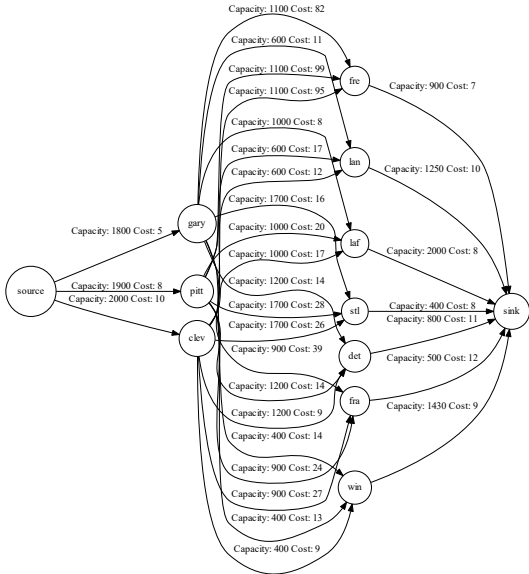 Capacity: 1100 Cost: 82
Capacity: 600 Cost: 11
Capacity: 1100 Cost: 99
Capacity: 1100 Cost: 95
Capacity: 1000 Cost: 8
Capacity: 600 Cost: 17
Capacity: 600 Cost: 12
Capacity: 1700 Cost: 16
Capacity: 1000 Cost: 20
Capacity: 1000 Cost: 17
Capacity: 1200 Cost: 14
Capacity: 1700 Cost: 28
Capacity: 1700 Cost: 26
Capacity: 900 Cost: 39
Capacity: 1200 Cost: 14
Capacity: 1200 Cost: 9
Capacity: 400 Cost: 14
Capacity: 900 Cost: 24
Capacity: 900 Cost: 27
Capacity: 400 Cost: 13
Capacity: 400 Cost: 9
source
Capacity: 1800 Cost: 5
Capacity: 1900 Cost: 8
Capacity: 2000 Cost: 10
gary
pitt
clev
fre
lan
laf
stl
det
fra
win
Capacity: 900 Cost: 7
Capacity: 1250 Cost: 10
Capacity: 2000 Cost: 8
Capacity: 400 Cost: 8
Capacity: 800 Cost: 11
Capacity: 500 Cost: 12
Capacity: 1430 Cost: 9
sink